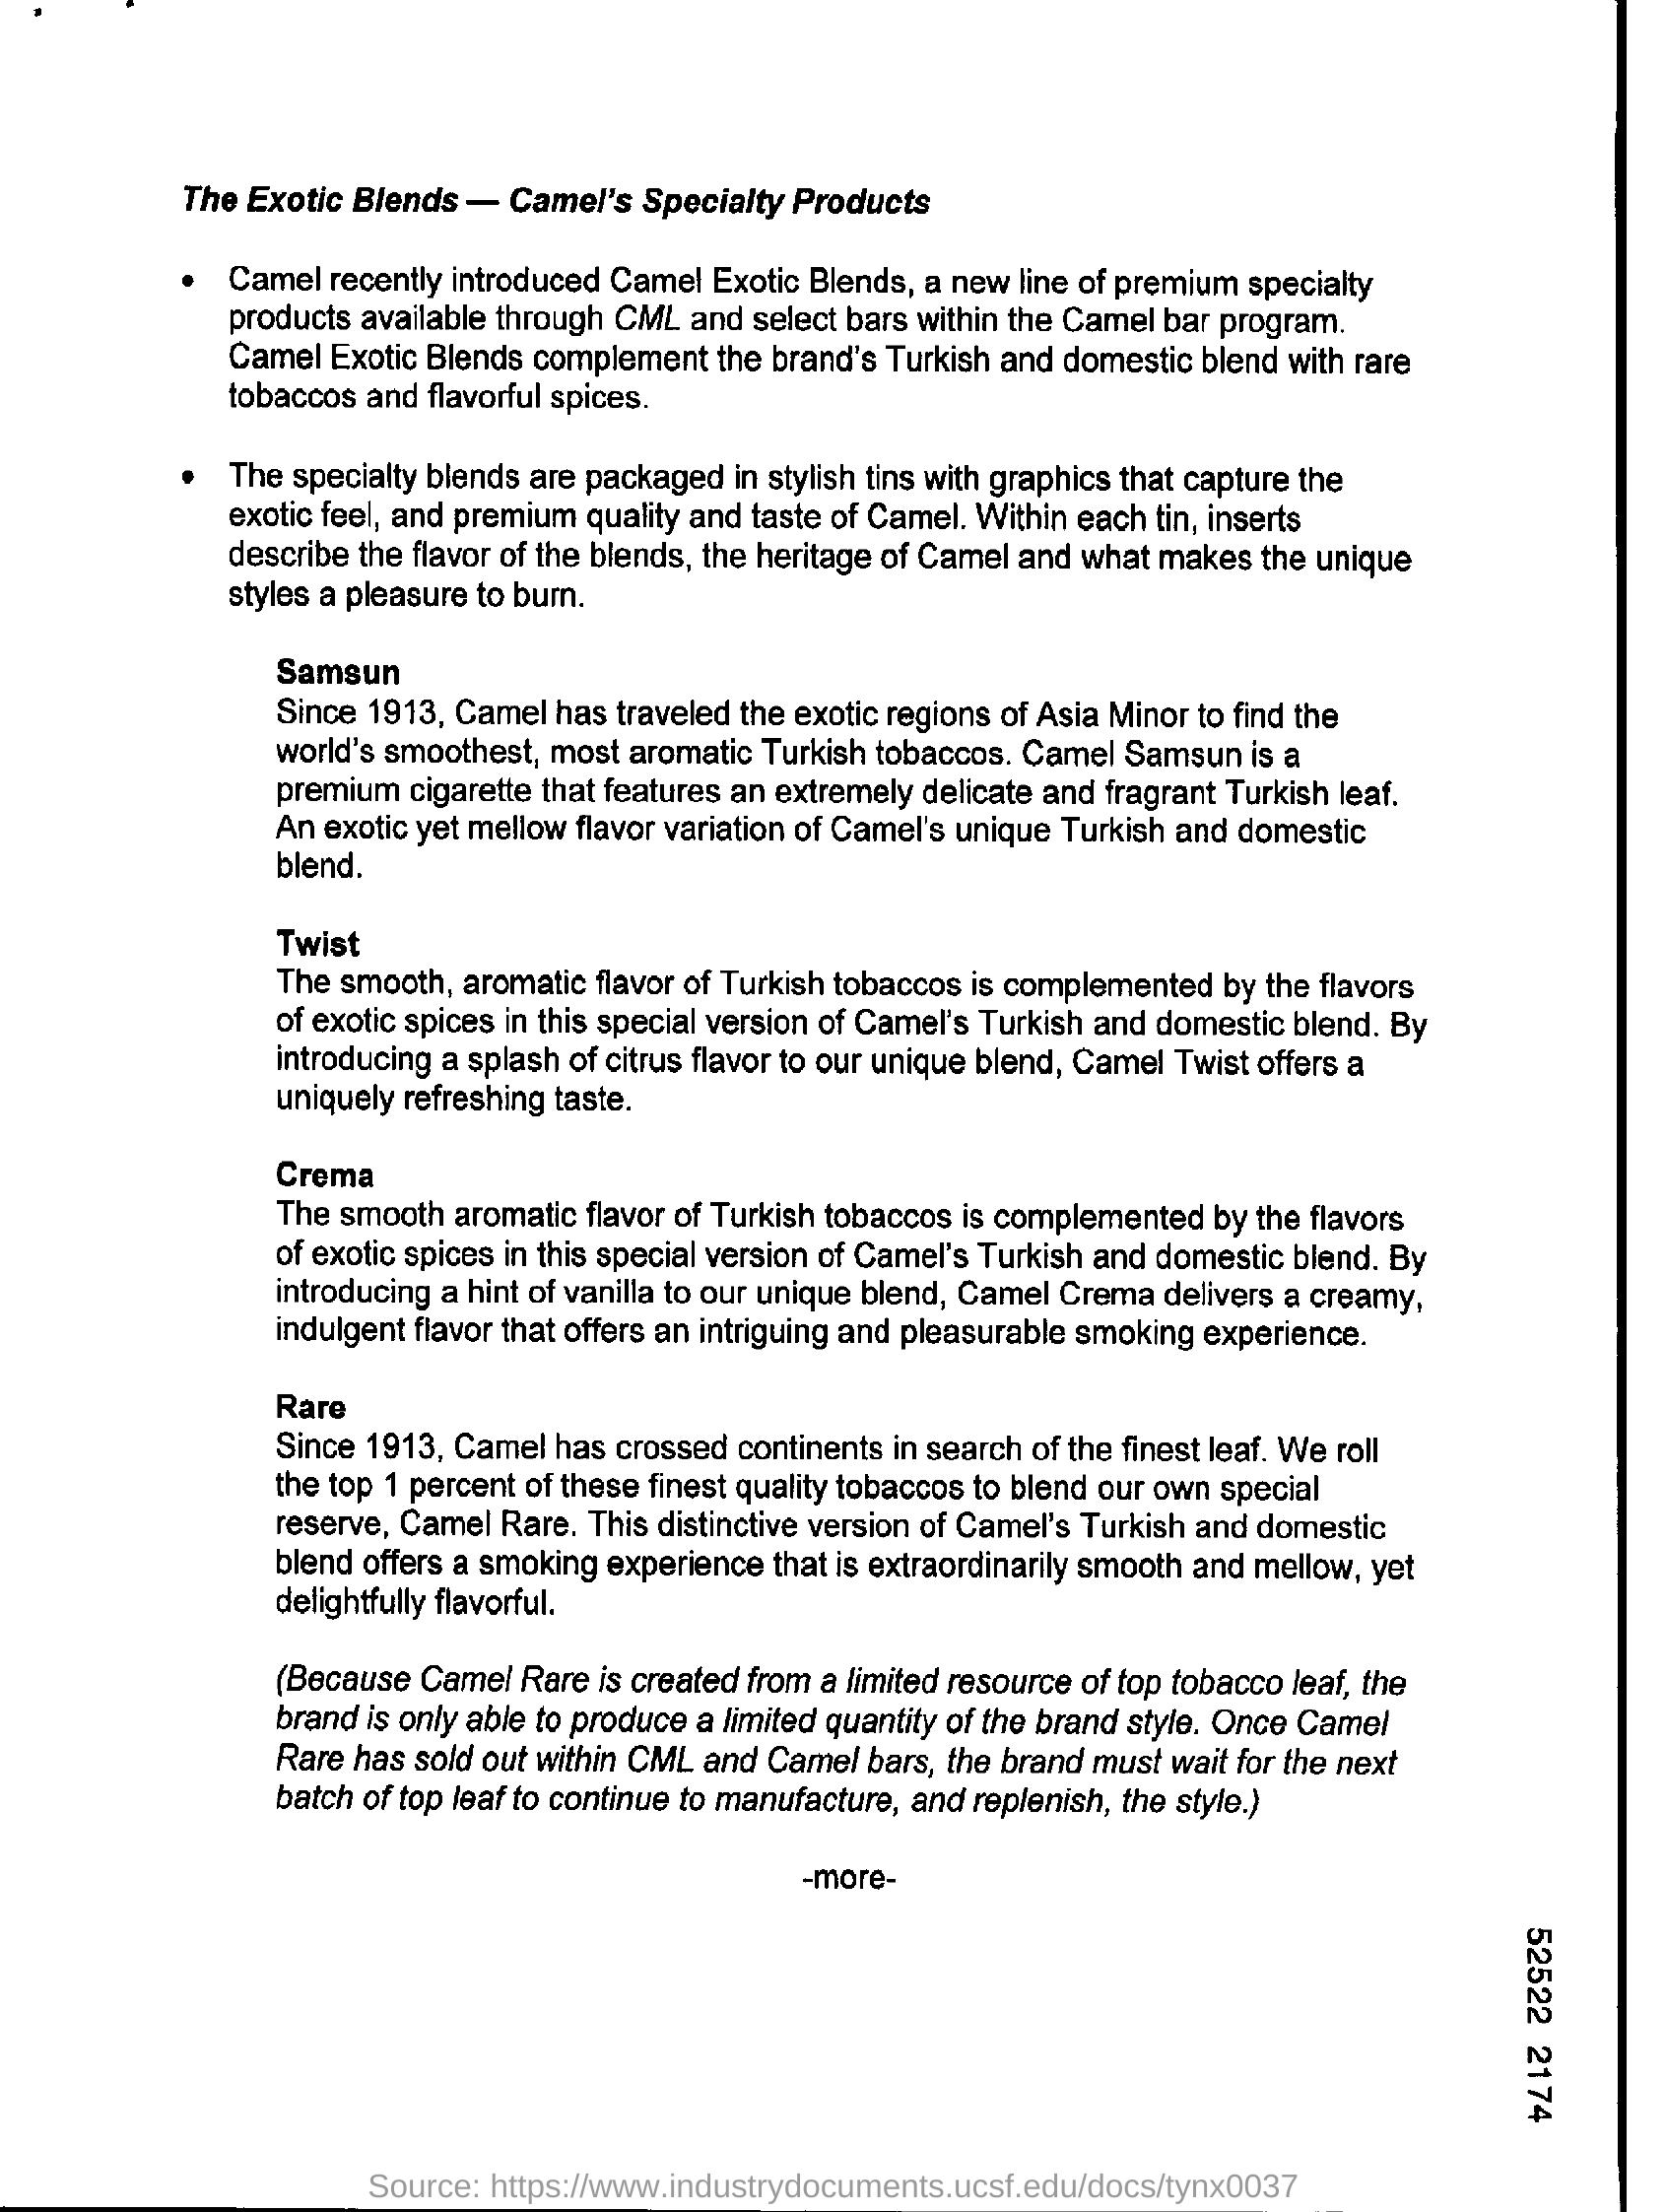 The Exotic Blends — Camel's Specialty Products
• Camel recently introduced Camel Exotic Blends, a new line of premium specialty
products available through CML and select bars within the Camel bar program.
Camel Exotic Blends complement the brand's Turkish and domestic blend with rare
tobaccos and flavorful spices.
• The specialty blends are packaged in stylish tins with graphics that capture the
exotic feel, and premium quality and taste of Camel. Within each tin, inserts
describe the flavor of the blends, the heritage of Camel and what makes the unique
styles a pleasure to burn.
Samsun
Since 1913, Camel has traveled the exotic regions of Asia Minor to find the
world's smoothest, most aromatic Turkish tobaccos. Camel Samsun is a
premium cigarette that features an extremely delicate and fragrant Turkish leaf.
An exotic yet mellow flavor variation of Camel's unique Turkish and domestic
blend.
Twist
The smooth, aromatic flavor of Turkish tobaccos is complemented by the flavors
of exotic spices in this special version of Camel's Turkish and domestic blend. By
introducing a splash of citrus flavor to our unique blend, Camel Twist offers a
uniquely refreshing taste.
Crema
The smooth aromatic flavor of Turkish tobaccos is complemented by the flavors
of exotic spices in this special version of Camel's Turkish and domestic blend. By
introducing a hint of vanilla to our unique blend, Camel Crema delivers a creamy,
indulgent flavor that offers an intriguing and pleasurable smoking experience.
Rare
Since 1913, Camel has crossed continents in search of the finest leaf. We roll
the top 1 percent of these finest quality tobaccos to blend our own special
reserve, Camel Rare. This distinctive version of Camel's Turkish and domestic
blend offers a smoking experience that is extraordinarily smooth and mellow, yet
delightfully flavorful.
(Because Camel Rare is created from a limited resource of top tobacco leaf, the
brand is only able to produce a limited quantity of the brand style. Once Camel
Rare has sold out within CML and Camel bars, the brand must wait for the next
batch of top leaf to continue to manufacture, and replenish, the style.)
-more-
52522 2174
Source: https://www.industrydocuments.ucsf.edu/docs/tynx0037